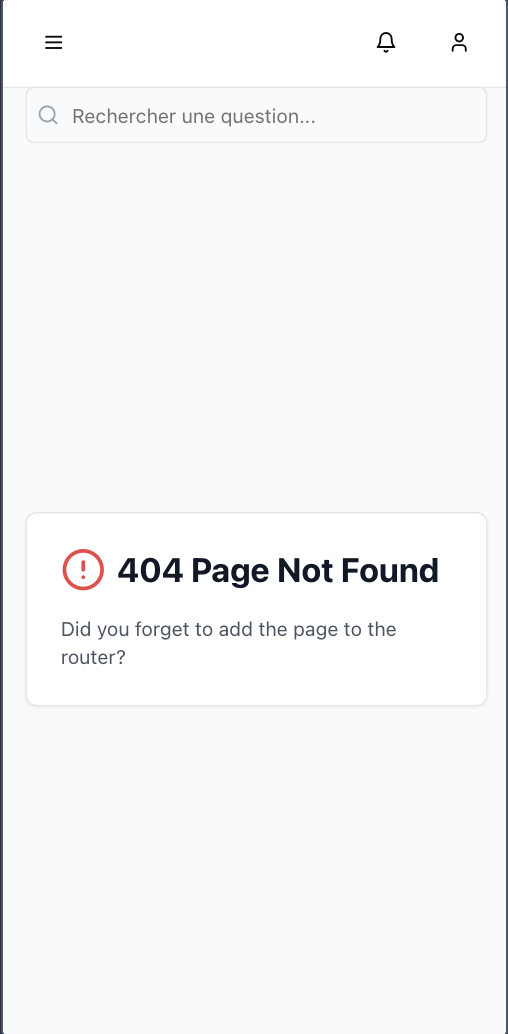 Rechercher une question...
404 Page Not Found
Did you forget to add the page to the
router?